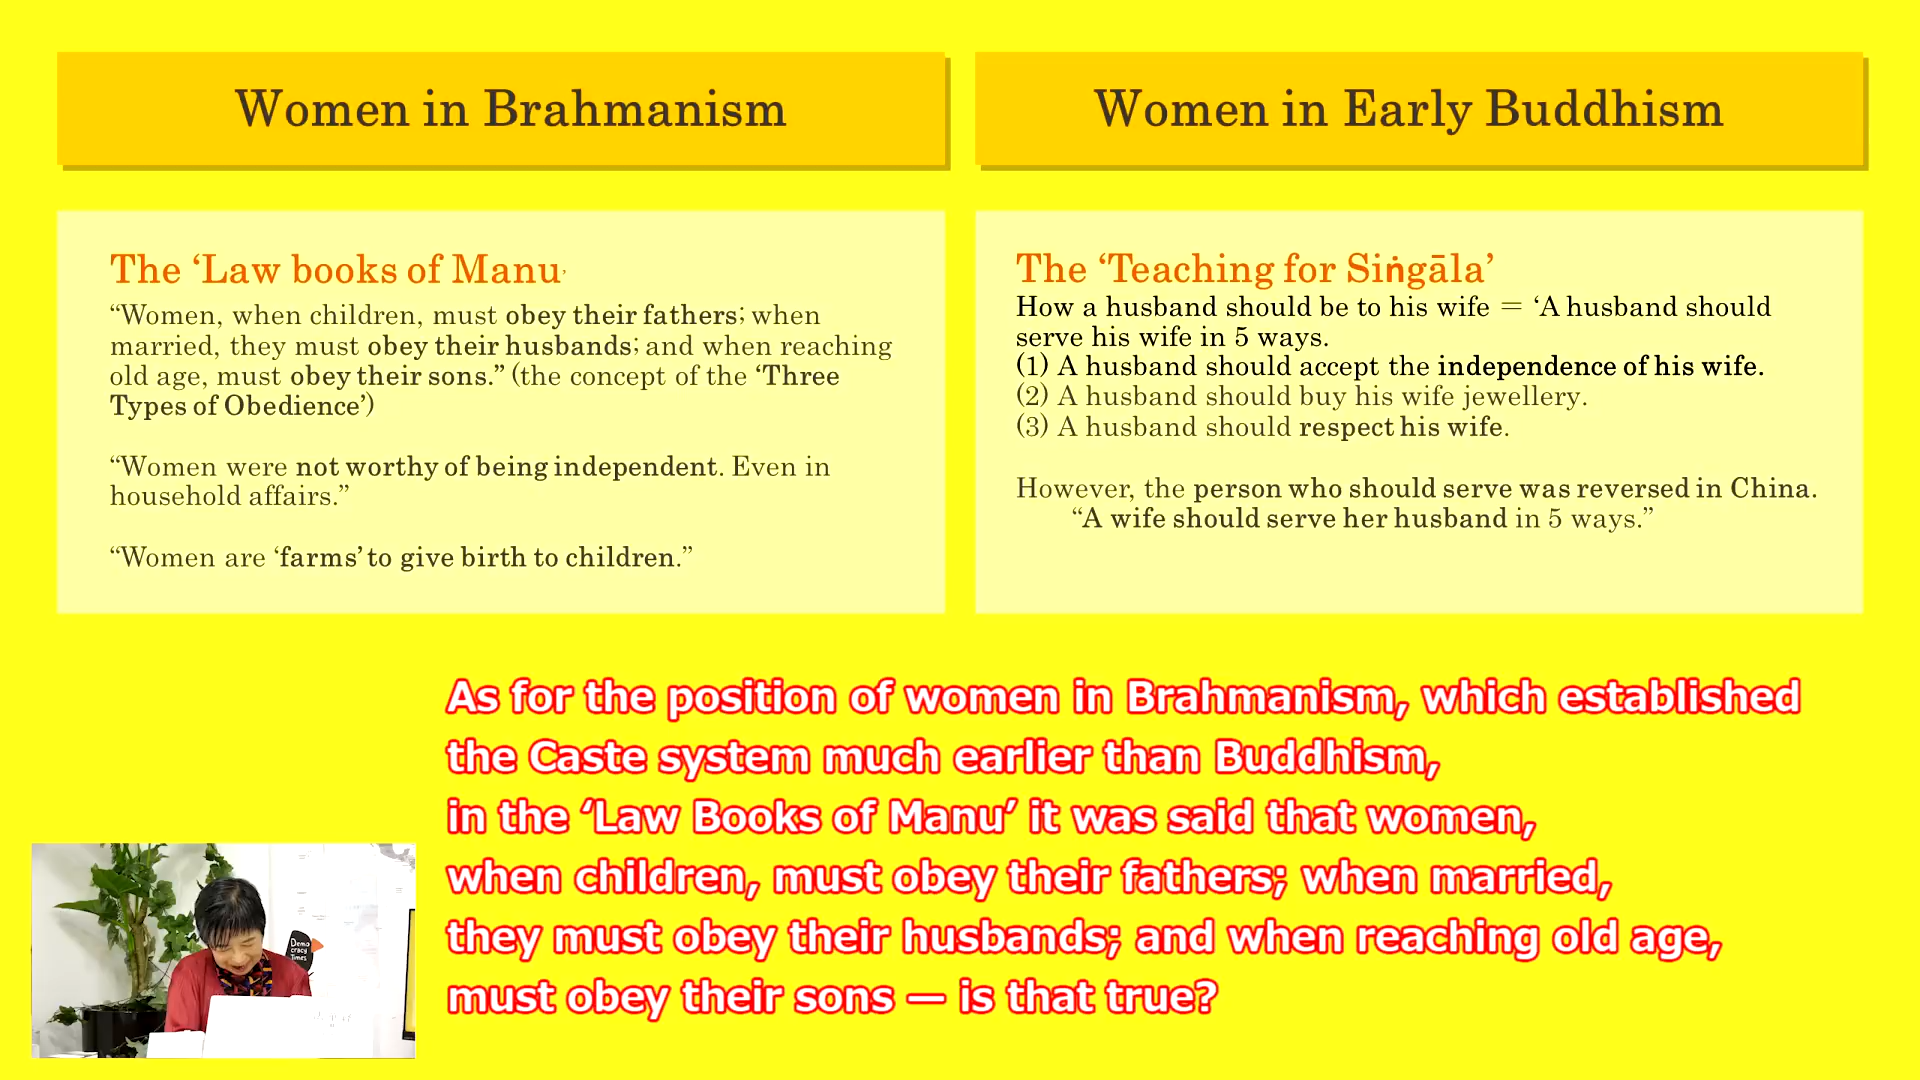 Women in Brahmanism
The ‘Law books of Manu’
“Women, when children, must obey their fathers; when
married, they must obey their husbands; and when reaching
old age, must obey their sons.” (the concept of the ‘Three
Types of Obedience’)
“Women were not worthy of being independent. Even in
household affairs.”
“Women are ‘farms’ to give birth to children.”
Women in Early Buddhism
The ‘Teaching for Siṅgāla’
How a husband should be to his wife = ‘A husband should
serve his wife in 5 ways.
(1) A husband should accept the independence of his wife.
(2) A husband should buy his wife jewellery.
(3) A husband should respect his wife.
However, the person who should serve was reversed in China.
“A wife should serve her husband in 5 ways.”
As for the position of women in Brahmanism, which established
the Caste system much earlier than Buddhism,
in the ‘Law Books of Manu’ it was said that women,
when children, must obey their fathers; when married,
they must obey their husbands; and when reaching old age,
must obey their sons — is that true?
Demo
cracy
Times